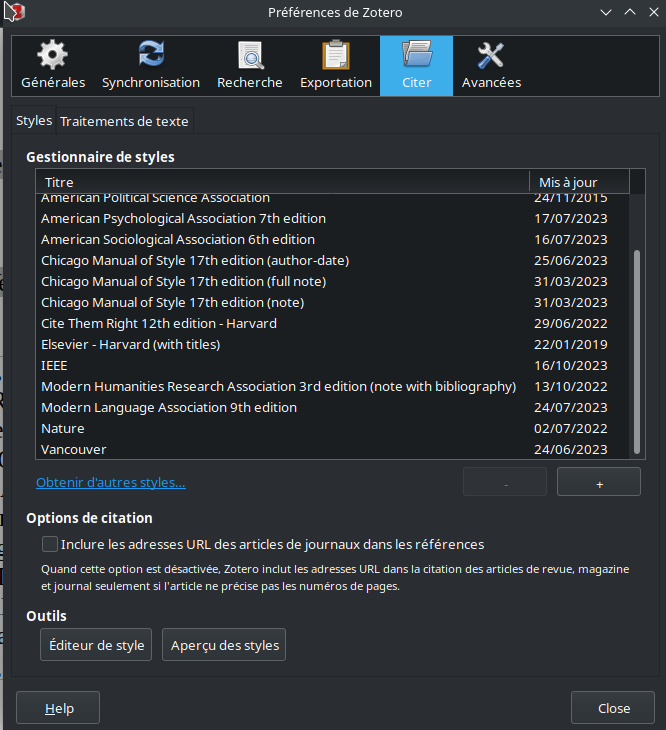 Préférences de Zotero
Générales Synchronisation Recherche Exportation Citer Avancées
Styles Traitements de texte
Gestionnaire de styles
Titre Mis à jour
American Political Science Association 24/11/2015
American Psychological Association 7th edition 17/07/2023
American Sociological Association 6th edition 16/07/2023
Chicago Manual of Style 17th edition (author-date) 25/06/2023
Chicago Manual of Style 17th edition (full note) 31/03/2023
Chicago Manual of Style 17th edition (note) 31/03/2023
Cite Them Right 12th edition - Harvard 29/06/2022
Elsevier - Harvard (with titles) 22/01/2019
IEEE 16/10/2023
Modern Humanities Research Association 3rd edition (note with bibliography) 13/10/2022
Modern Language Association 9th edition 24/07/2023
Nature 02/07/2022
Vancouver 24/06/2023
Obtenir d'autres styles... - +
Options de citation
Inclure les adresses URL des articles de journaux dans les références
Quand cette option est désactivée, Zotero inclut les adresses URL dans la citation des articles de revue, magazine
et journal seulement si l'article ne précise pas les numéros de pages.
Outils
Éditeur de style Aperçu des styles
Help Close